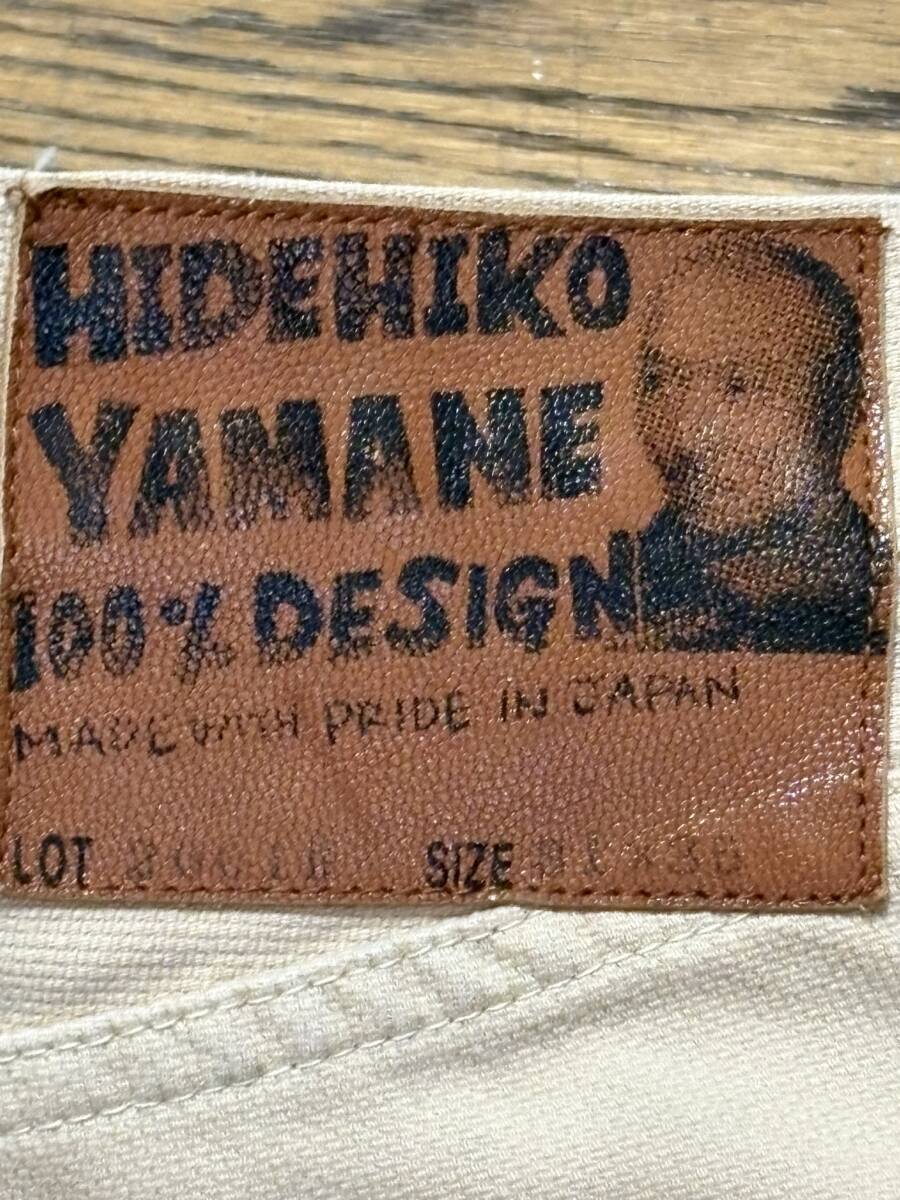 HIDEHIKO
YAMANE
100% DESIGN
MADE WITH PRIDE IN JAPAN
LOT SIZE